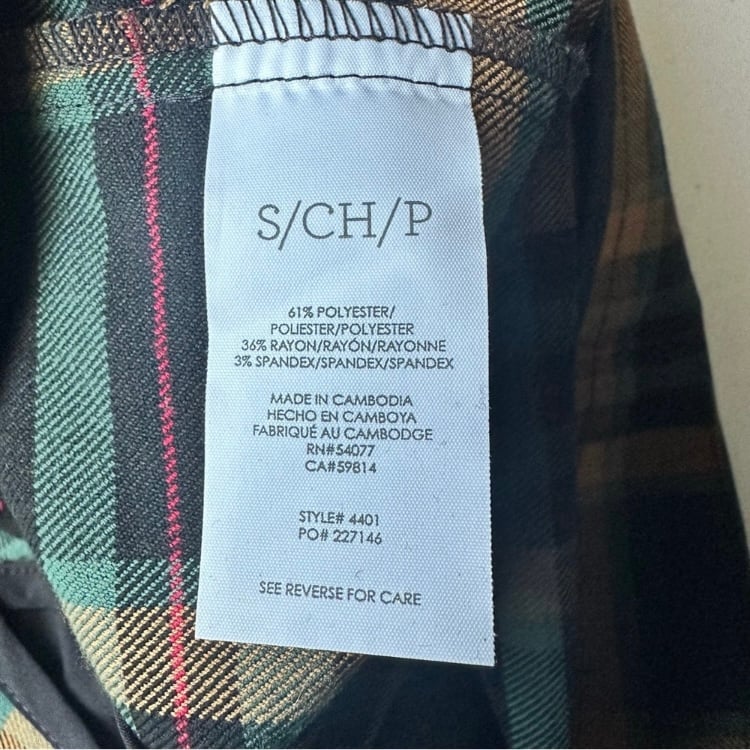 S/CH/P
61% POLYESTER/
POLIESTER/POLYESTER
36% RAYON/RAYÓN/RAYONNE
3% SPANDEX/SPANDEX/SPANDEX
MADE IN CAMBODIA
HECHO EN CAMBOYA
FABRIQUÉ AU CAMBODGE
RN#54077
CA#59814
STYLE# 4401
PO# 227146
SEE REVERSE FOR CARE